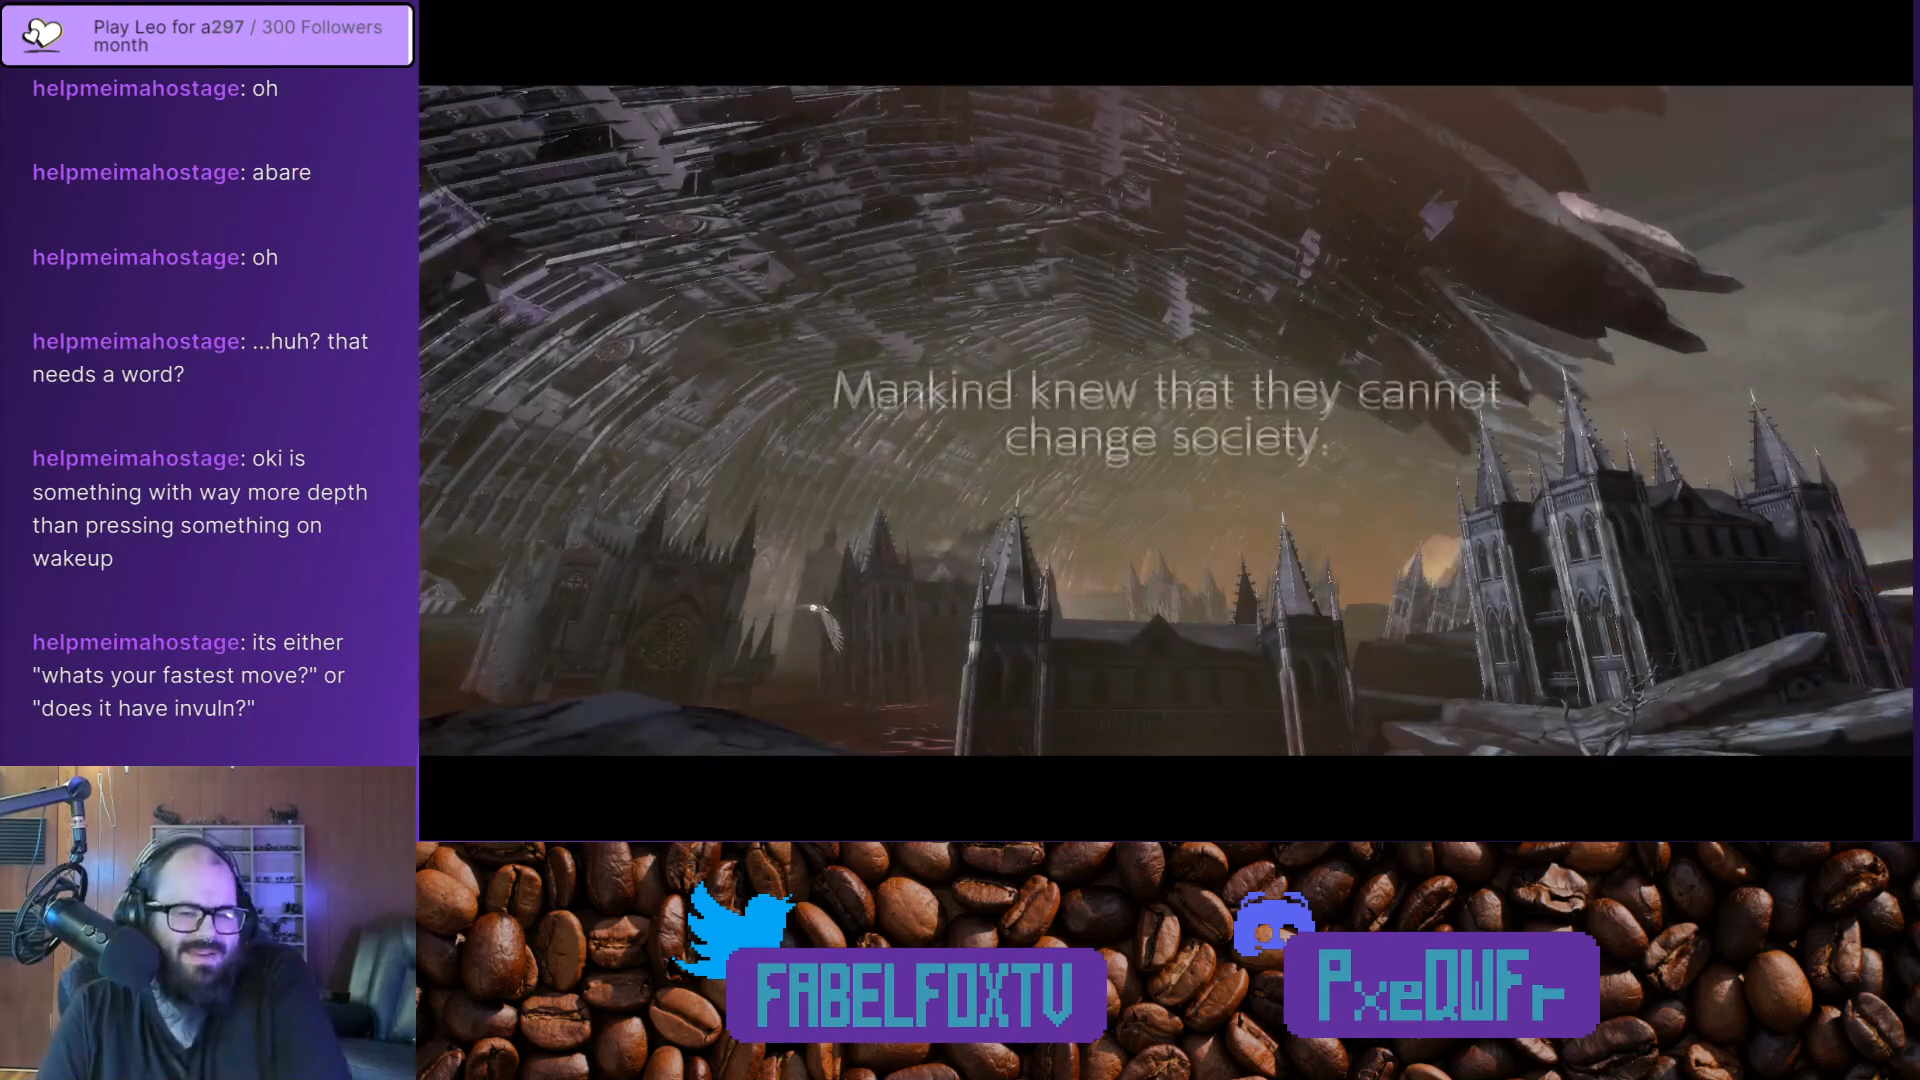 Play Leo for a297 / 300 Followers
month
helpmeimahostage: oh
helpmeimahostage: abare
helpmeimahostage: oh
helpmeimahostage: ...huh? that
needs a word?
helpmeimahostage: oki is
something with way more depth
than pressing something on
wakeup
helpmeimahostage: its either
"whats your fastest move?" or
"does it have invuln?"
Mankind knew that they cannot
change society.
FABELFOXTV
PxeQWFr